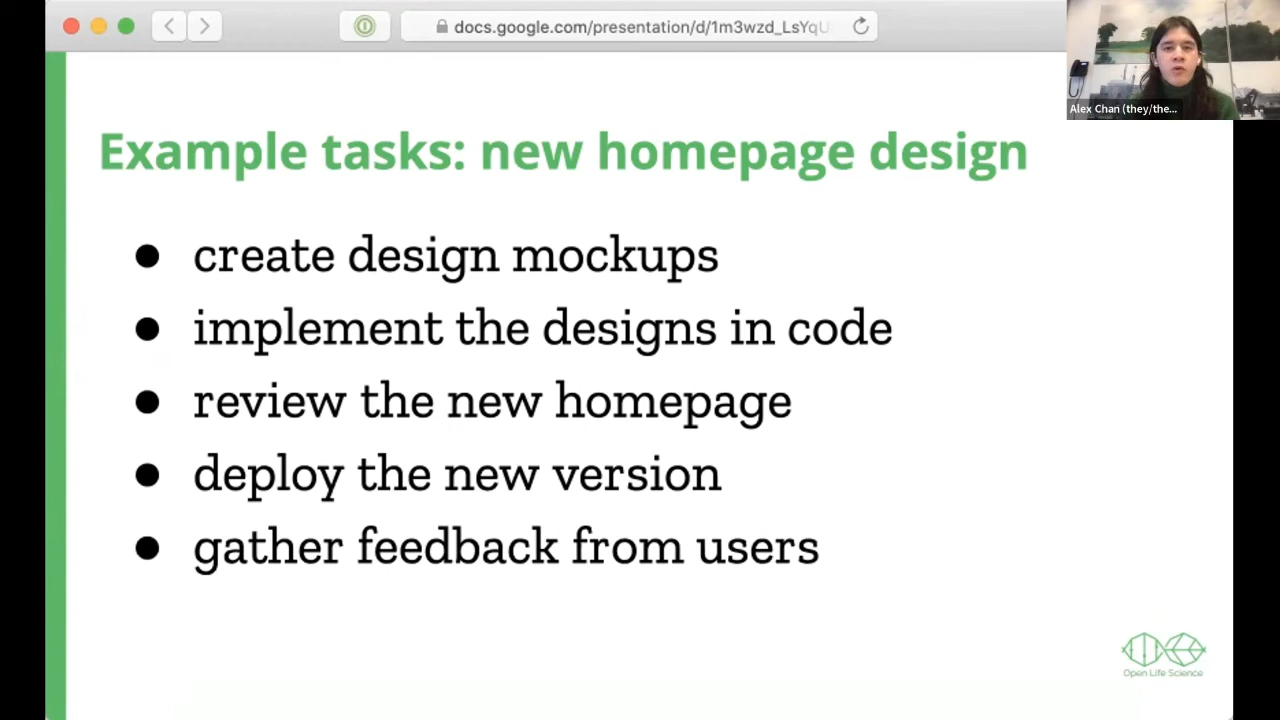 docs.google.com/presentation/d/1m3wzd_LsYqU
Alex Chan (they/the...
Example tasks: new homepage design
● create design mockups
● implement the designs in code
● review the new homepage
● deploy the new version
● gather feedback from users
Open Life Science